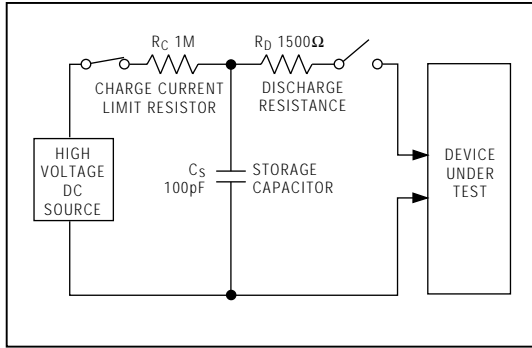 RC 1M
RD 1500Ω
CHARGE CURRENT
LIMIT RESISTOR
DISCHARGE
RESISTANCE
HIGH
VOLTAGE
DC
SOURCE
CS
100pF
STORAGE
CAPACITOR
DEVICE
UNDER
TEST